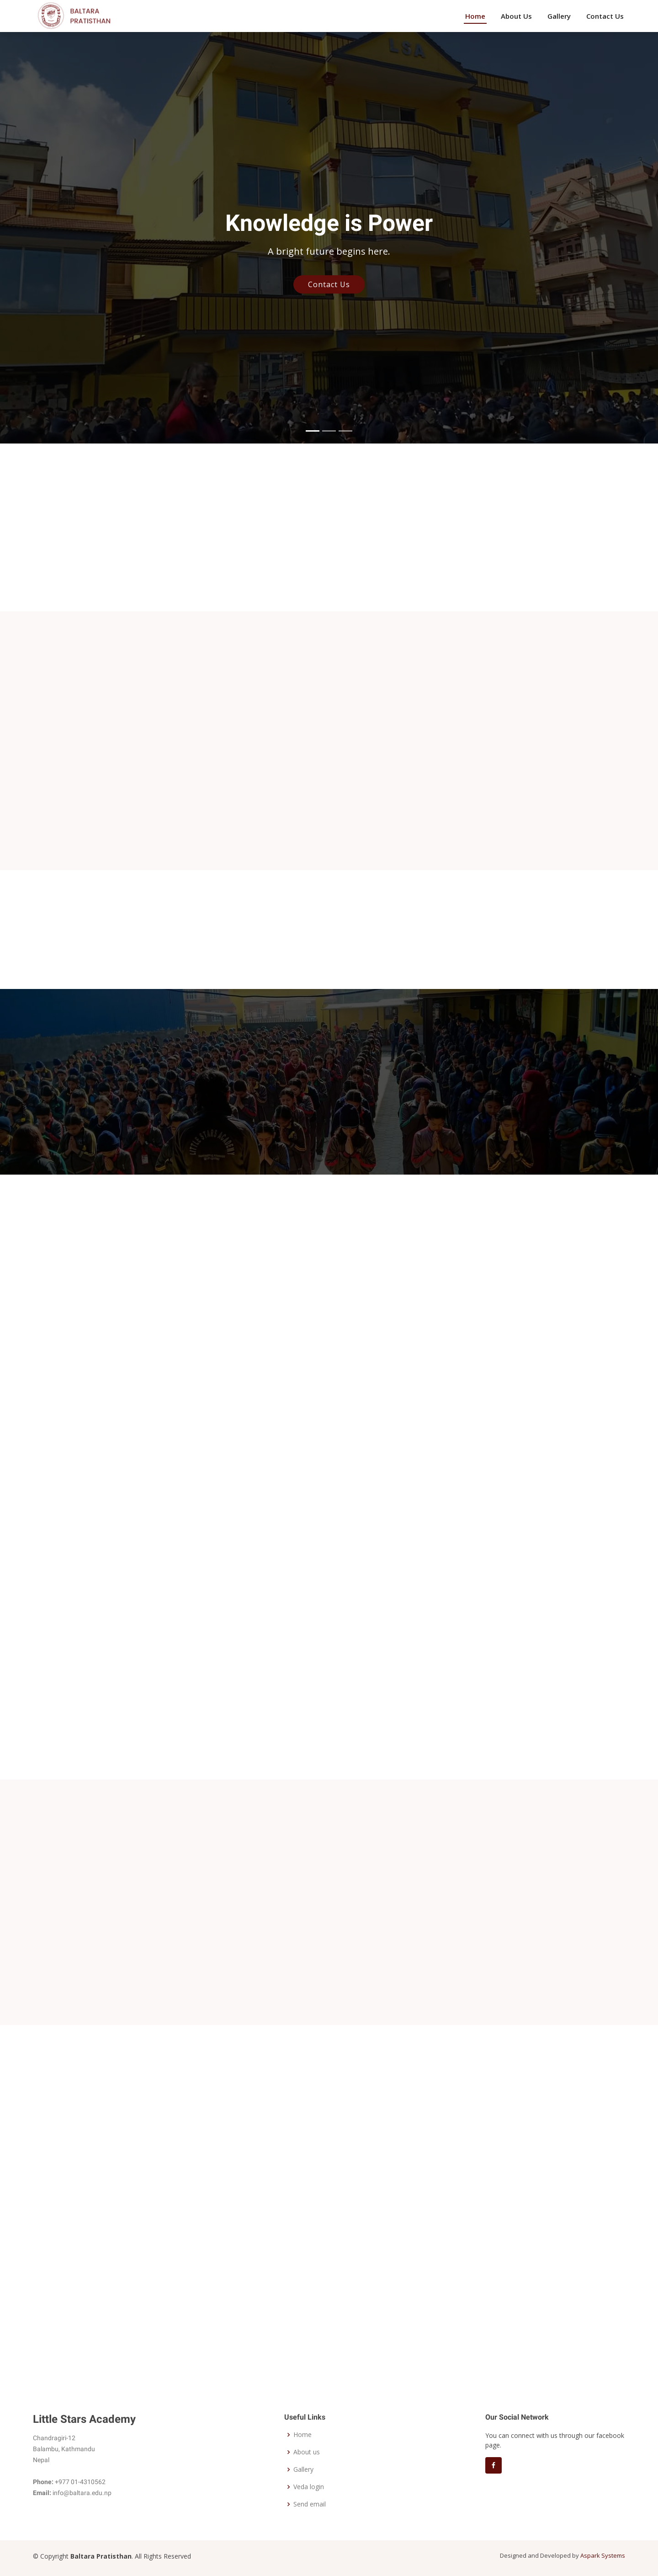 BALTARA
PRATISTHAN
Home
About Us
Gallery
Contact Us
LSA
Knowledge is Power
A bright future begins here.
Contact Us
Little Stars Academy
Chandragiri-12
Balambu, Kathmandu
Nepal
Phone: +977 01-4310562
Email: info@baltara.edu.np
Useful Links
Home
About us
Gallery
Veda login
Send email
Our Social Network
You can connect with us through our facebook
page.
© Copyright Baltara Pratisthan. All Rights Reserved
Designed and Developed by Aspark Systems